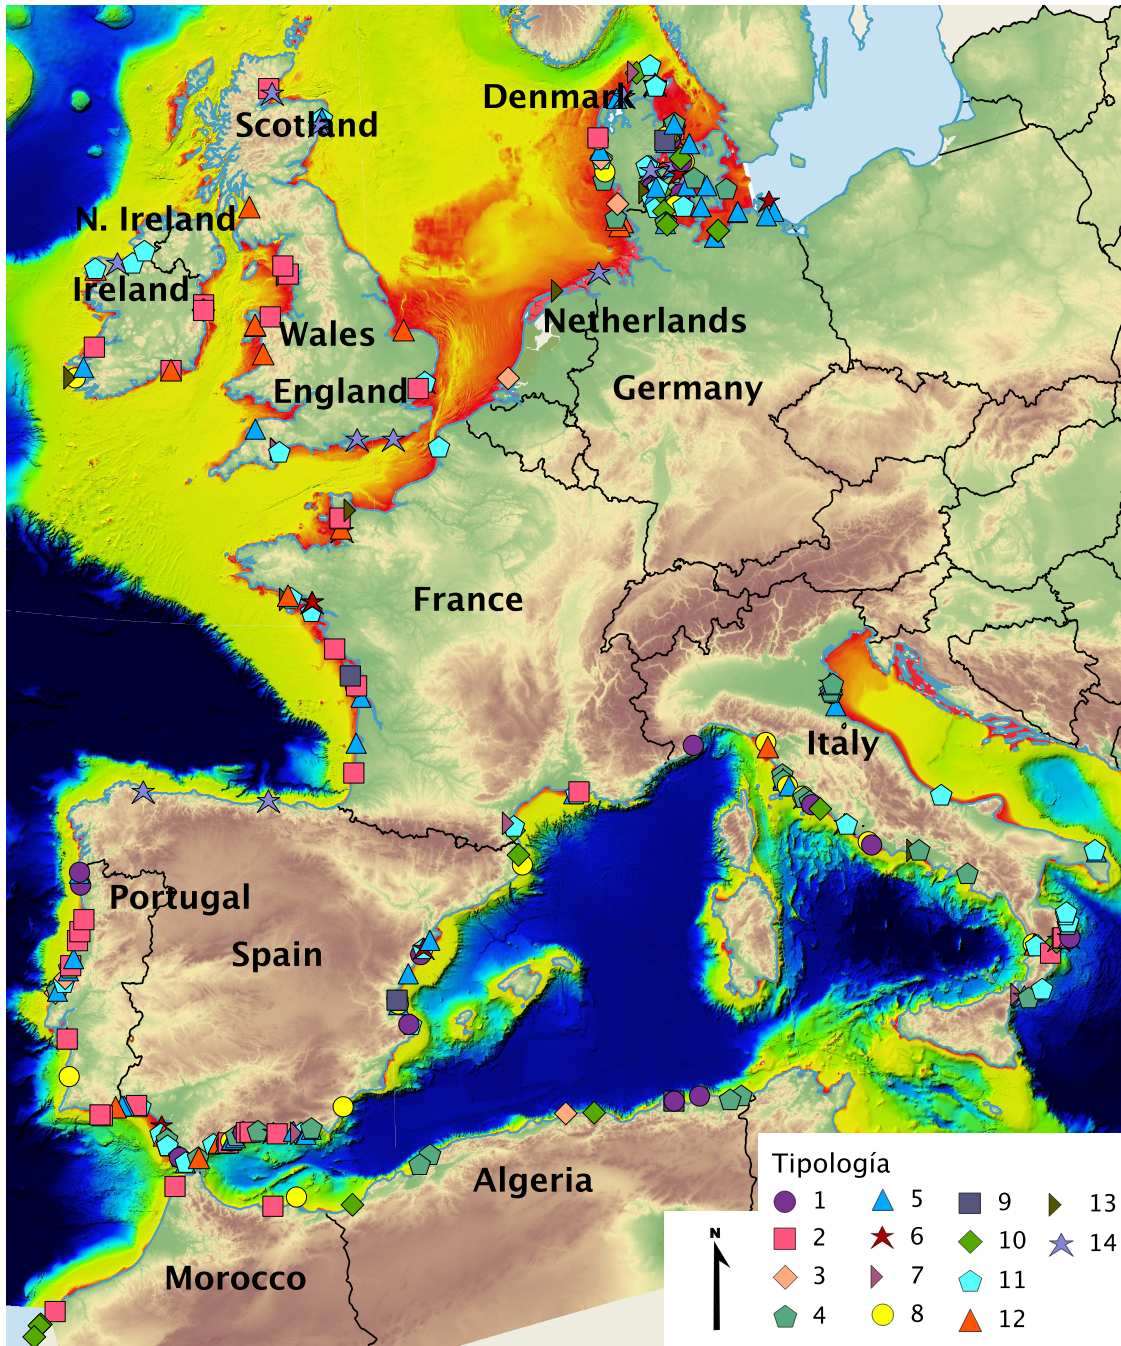 Denmark
Scotland
N. Ireland
Ireland
Netherlands
Wales
England
Germany
France
Italy
Portugal
Spain
Algeria
Morocco
Tipología
N
1
2
3
4
5
6
7
8
9
10
11
12
13
14